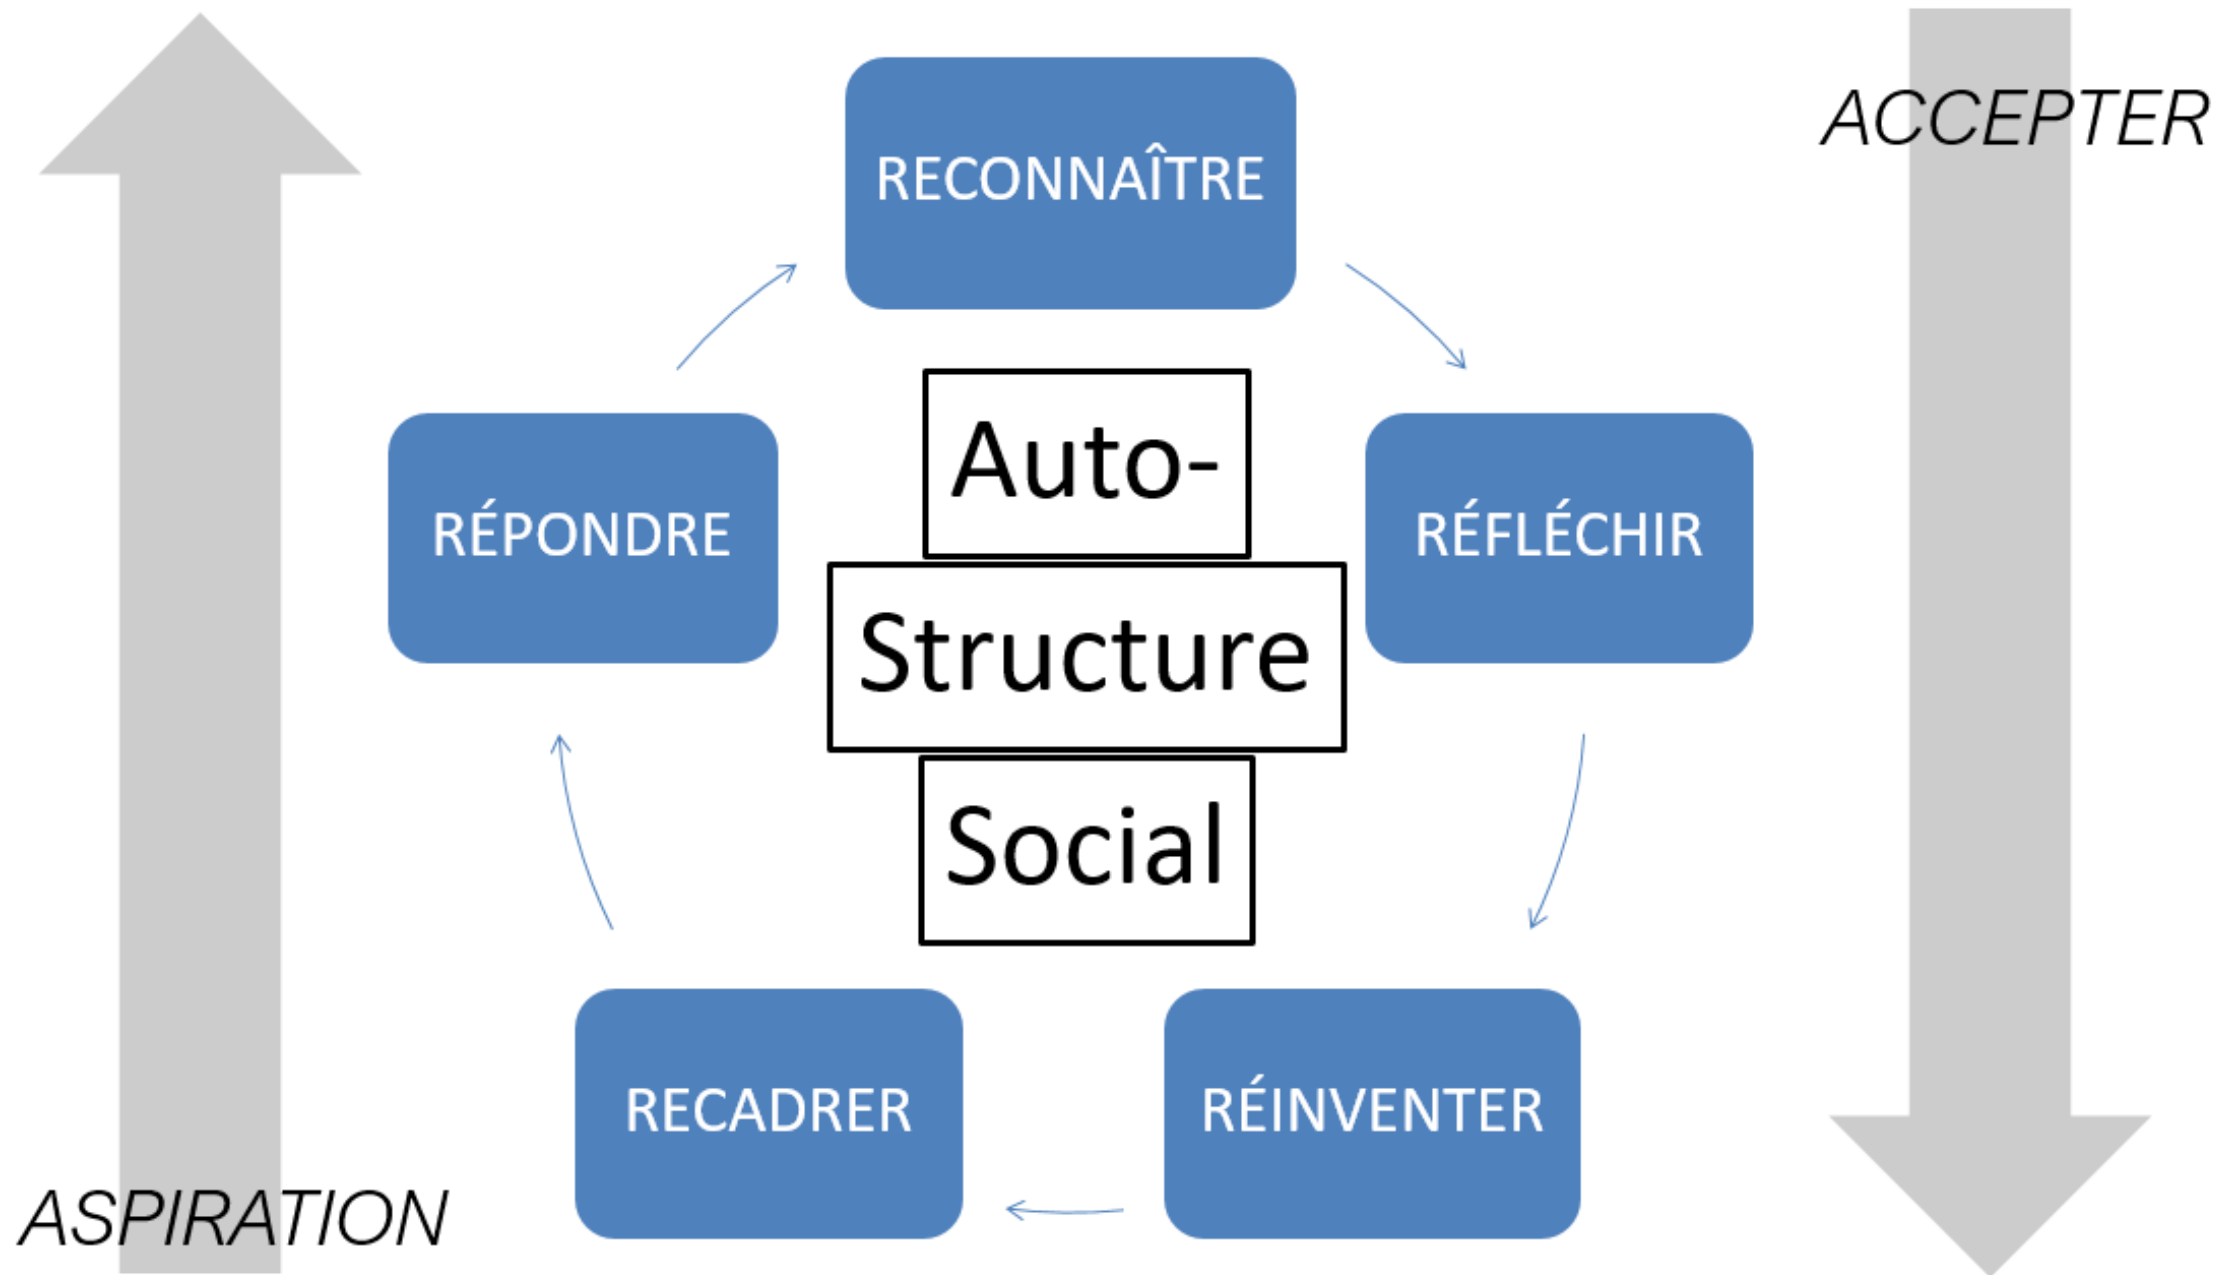 ACCEPTER
RECONNAÎTRE
Auto-
RÉPONDRE
RÉFLÉCHIR
Structure
Social
RECADRER
RÉINVENTER
ASPIRATION